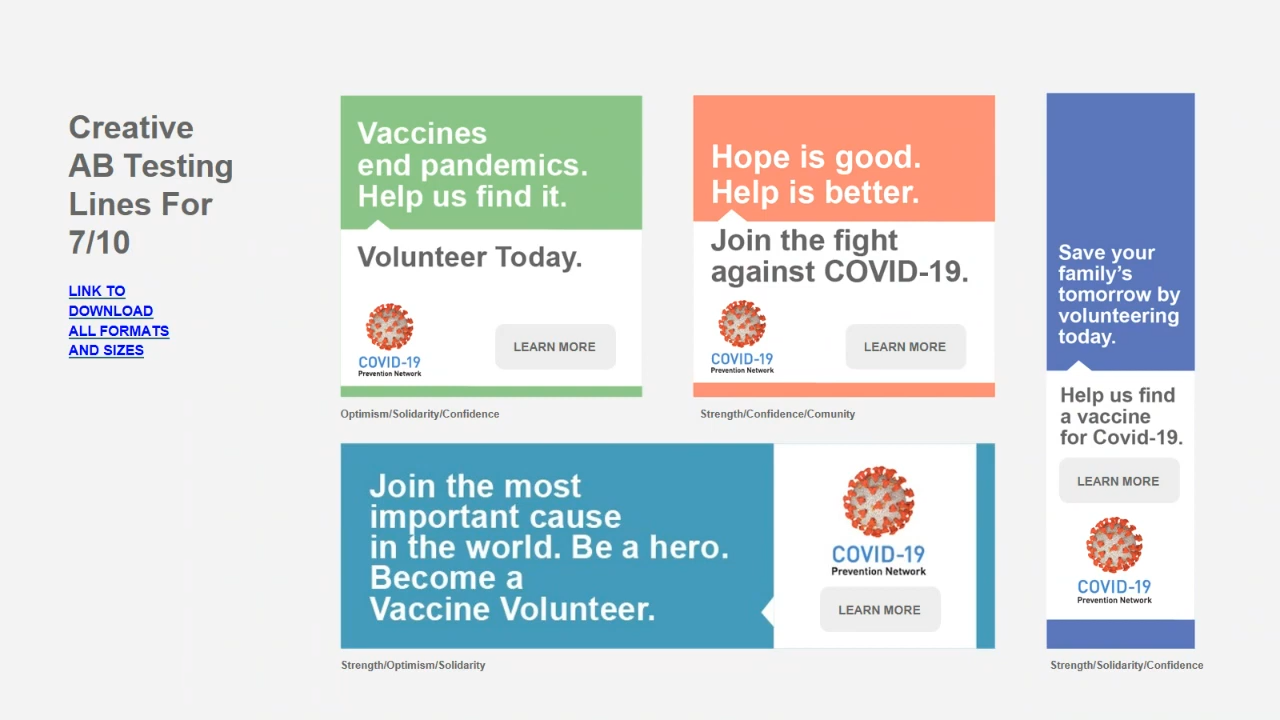 Creative
AB Testing
Lines For
7/10
LINK TO
DOWNLOAD
ALL FORMATS
AND SIZES
Vaccines
end pandemics.
Help us find it.
Volunteer Today.
COVID-19
Prevention Network
LEARN MORE
Optimism/Solidarity/Confidence
Hope is good.
Help is better.
Join the fight
against COVID-19.
COVID-19
Prevention Network
LEARN MORE
Strength/Confidence/Comunity
Join the most
important cause
in the world. Be a hero.
Become a
Vaccine Volunteer.
COVID-19
Prevention Network
LEARN MORE
Strength/Optimism/Solidarity
Save your
family’s
tomorrow by
volunteering
today.
Help us find
a vaccine
for Covid-19.
LEARN MORE
COVID-19
Prevention Network
Strength/Solidarity/Confidence